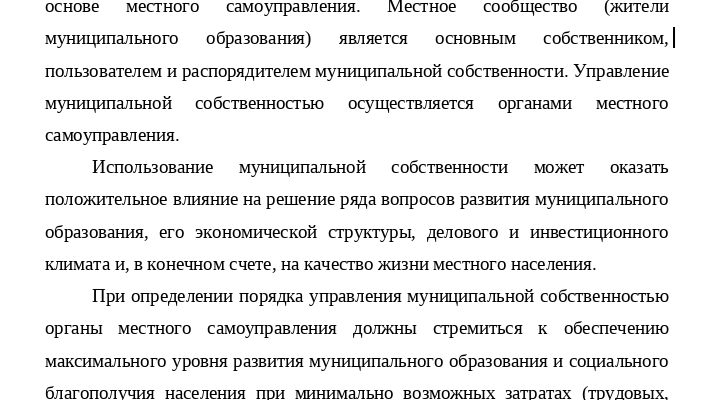 основе местного самоуправления. Местное сообщество (жители
муниципального образования) является основным собственником,
пользователем и распорядителем муниципальной собственности. Управление
муниципальной собственностью осуществляется органами местного
самоуправления.
Использование муниципальной собственности может оказать
положительное влияние на решение ряда вопросов развития муниципального
образования, его экономической структуры, делового и инвестиционного
климата и, в конечном счете, на качество жизни местного населения.
При определении порядка управления муниципальной собственностью
органы местного самоуправления должны стремиться к обеспечению
максимального уровня развития муниципального образования и социального
благополучия населения при минимально возможных затратах (трудовых,